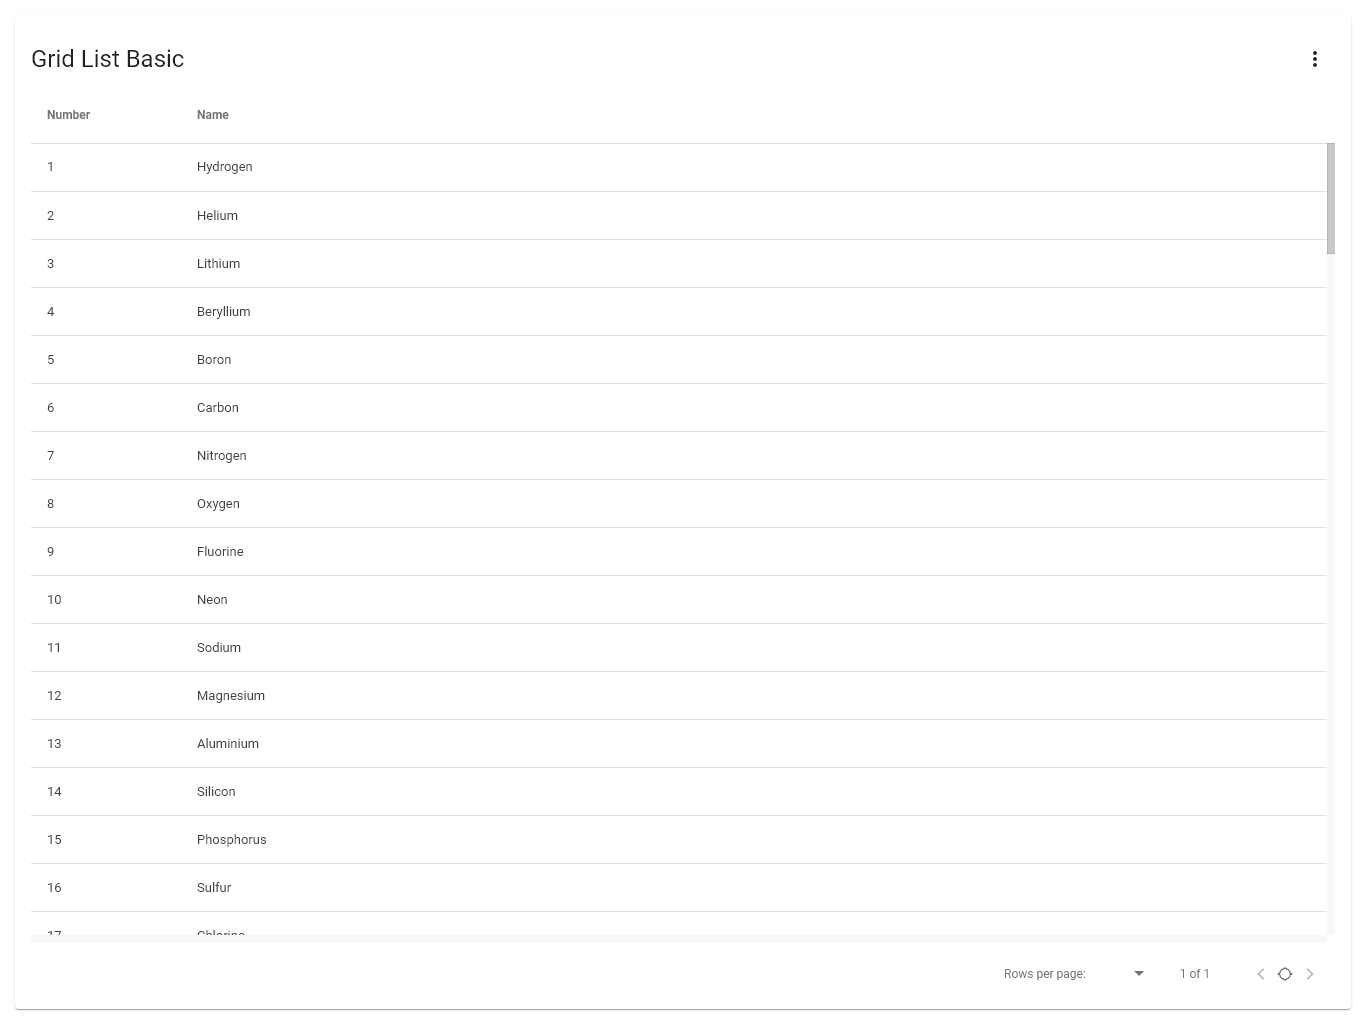 Grid List Basic
Number Name
1 Hydrogen
2 Helium
3 Lithium
4 Beryllium
5 Boron
6 Carbon
7 Nitrogen
8 Oxygen
9 Fluorine
10 Neon
11 Sodium
12 Magnesium
13 Aluminium
14 Silicon
15 Phosphorus
16 Sulfur
17 Chlorine
Rows per page: 1 of 1